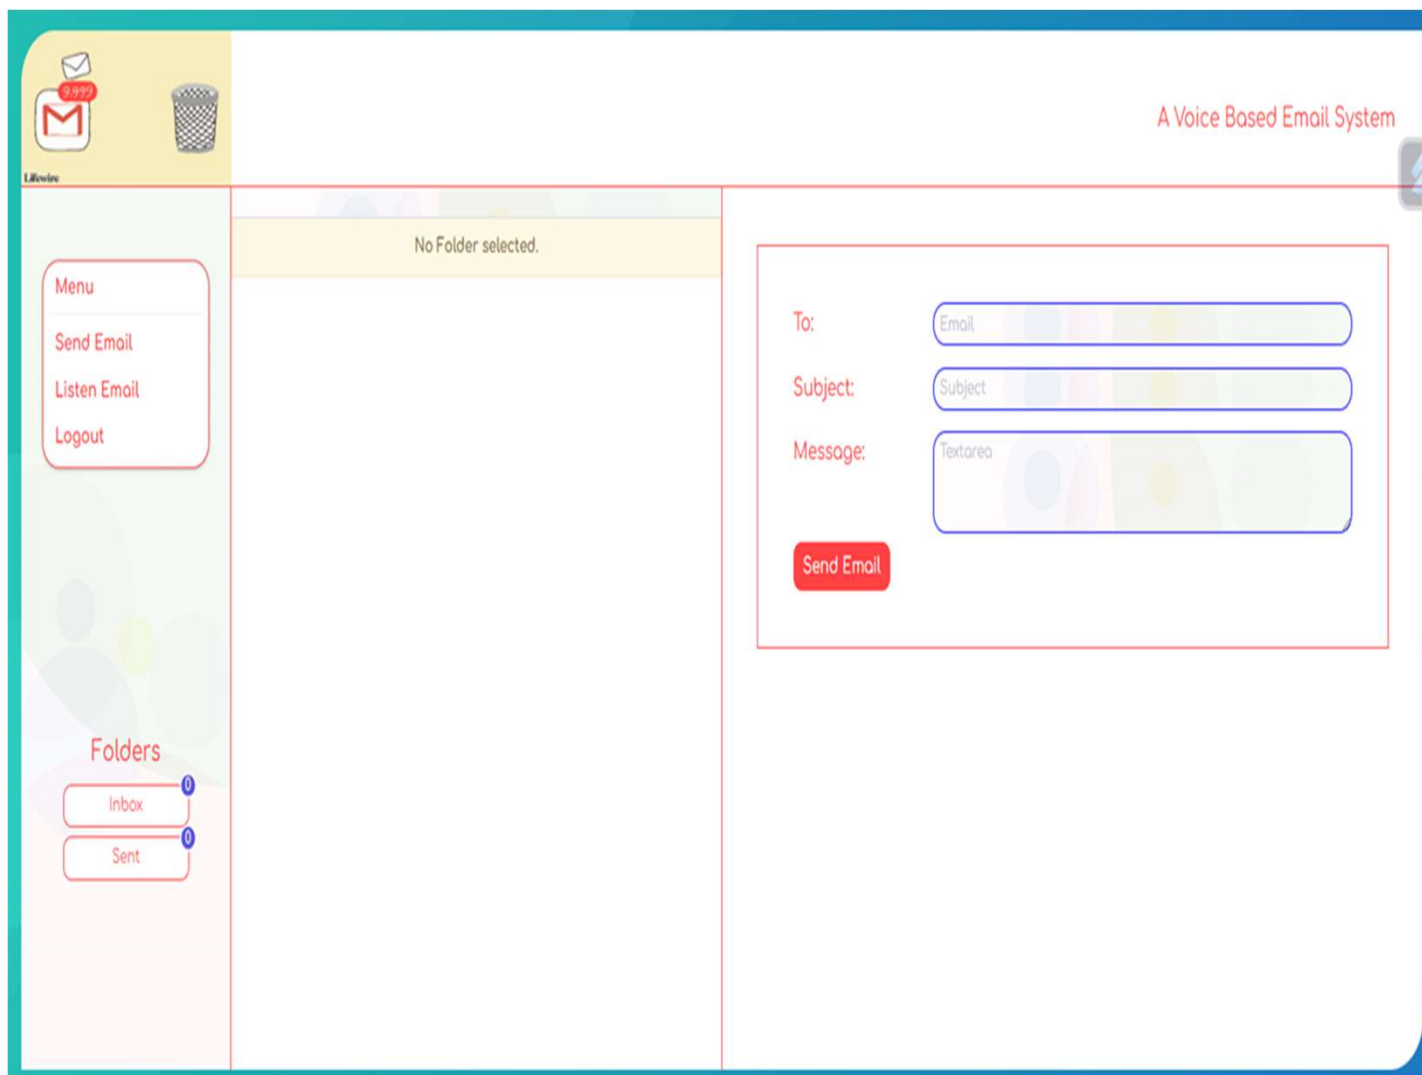 9,999
Lifewire
A Voice Based Email System
No Folder selected.
Menu
Send Email
Listen Email
Logout
Folders
Inbox
0
Sent
0
To:
Email
Subject:
Subject
Message:
Textarea
Send Email